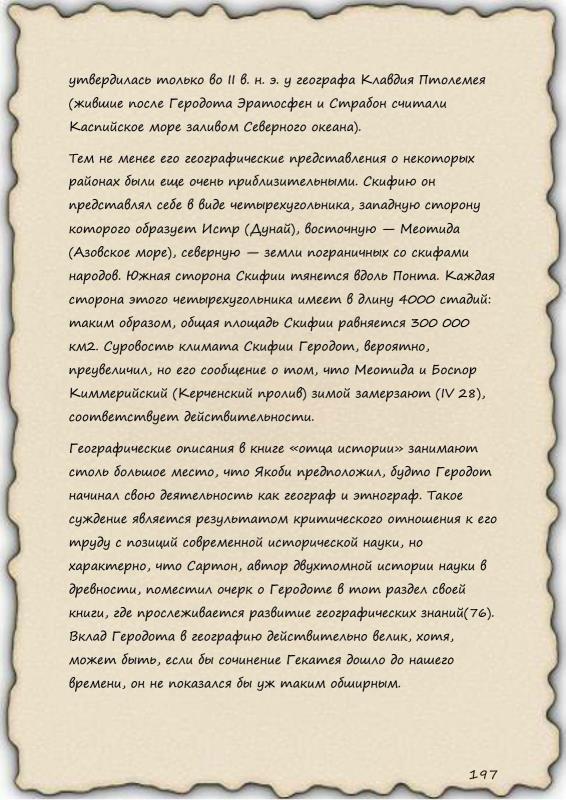 утвердилась только во II в. н. э. у географа Клавдия Птолемея
(жившие после Геродота Эратосфен и Страбон считали
Каспийское море заливом Северного океана).
Тем не менее его географические представления о некоторых
районах были еще очень приблизительными. Скифию он
представлял себе в виде четырехугольника, западную сторону
которого образует Истр (Дунай), восточную — Меотида
(Азовское море), северную — земли пограничных со скифами
народов. Южная сторона Скифии тянется вдоль Понта. Каждая
сторона этого четырехугольника имеет в длину 4000 стадий:
таким образом, общая площадь Скифии равняется 300 000
км2. Суровость климата Скифии Геродот, вероятно,
преувеличил, но его сообщение о том, что Меотида и Боспор
Киммерийский (Керченский пролив) зимой замерзают (IV 28),
соответствует действительности.
Географические описания в книге «отца истории» занимают
столь большое место, что Якоби предположил, будто Геродот
начинал свою деятельность как географ и этнограф. Такое
суждение является результатом критического отношения к его
труду с позиций современной исторической науки, но
характерно, что Сартон, автор двухтомной истории науки в
древности, поместил очерк о Геродоте в тот раздел своей
книги, где прослеживается развитие географических знаний(76).
Вклад Геродота в географию действительно велик, хотя,
может быть, если бы сочинение Гекатея дошло до нашего
времени, он не показался бы уж таким обширным.
197